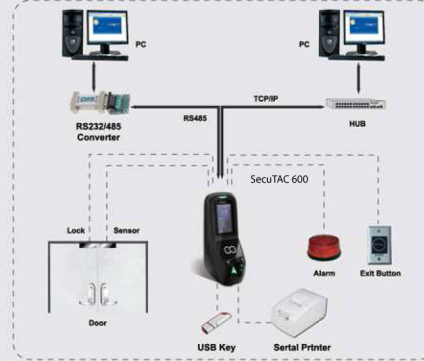 PC
PC
TCP/IP
RS485
RS232/485
Converter
HUB
SecuTAC 600
Lock
Sensor
Alarm
Exit Button
Door
USB Key
Sertal Prtnter